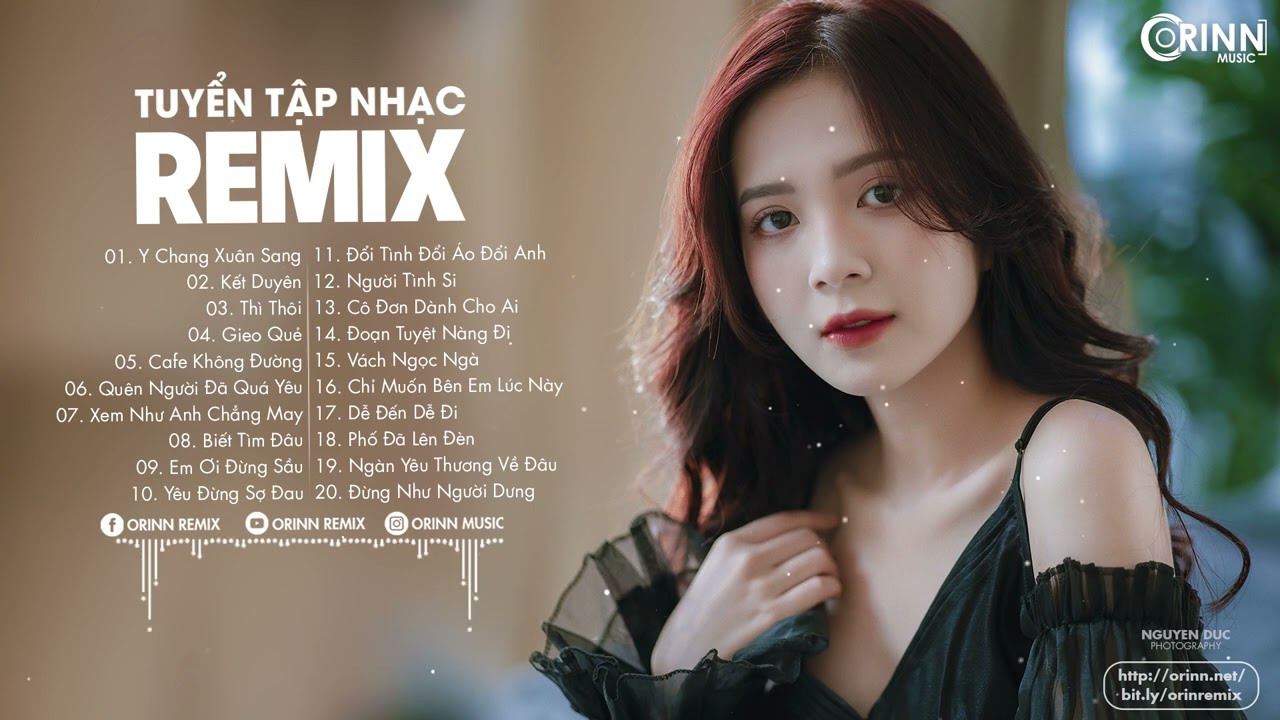 ORINN
MUSIC
TUYỂN TẬP NHẠC
REMIX
01. Y Chang Xuân Sang
02. Kết Duyên
03. Thì Thôi
04. Gieo Quẻ
05. Cafe Không Đường
06. Quên Người Đã Quá Yêu
07. Xem Như Anh Chẳng May
08. Biết Tìm Đâu
09. Em Ơi Đừng Sầu
10. Yêu Đừng Sợ Đau
11. Đổi Tình Đổi Áo Đổi Anh
12. Người Tình Si
13. Cô Đơn Dành Cho Ai
14. Đoạn Tuyệt Nàng Đi
15. Vách Ngọc Ngà
16. Chỉ Muốn Bên Em Lúc Này
17. Dễ Đến Dễ Đi
18. Phố Đã Lên Đèn
19. Ngàn Yêu Thương Về Đâu
20. Đừng Như Người Dưng
ORINN REMIX ORINN REMIX ORINN MUSIC
NGUYEN DUC
PHOTOGRAPHY
http://orinn.net/
bit.ly/orinremix